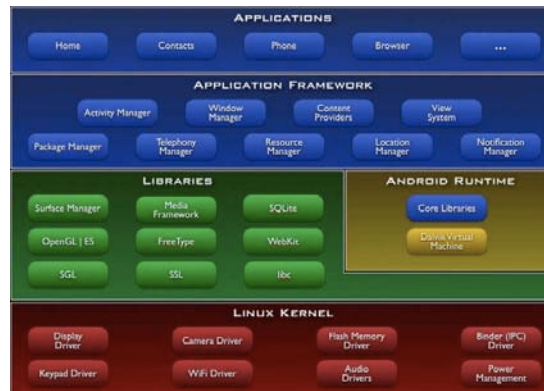 APPLICATIONS
Home Contacts Phone Browser ...
APPLICATION FRAMEWORK
Activity Manager Window Manager Content Providers View System
Package Manager Telephony Manager Resource Manager Location Manager Notification Manager
LIBRARIES
Surface Manager Media Framework SQLite
OpenGL | ES FreeType WebKit
SGL SSL libc
ANDROID RUNTIME
Core Libraries
Dalvik Virtual Machine
LINUX KERNEL
Display Driver Camera Driver Flash Memory Driver Binder (IPC) Driver
Keypad Driver WiFi Driver Audio Drivers Power Management